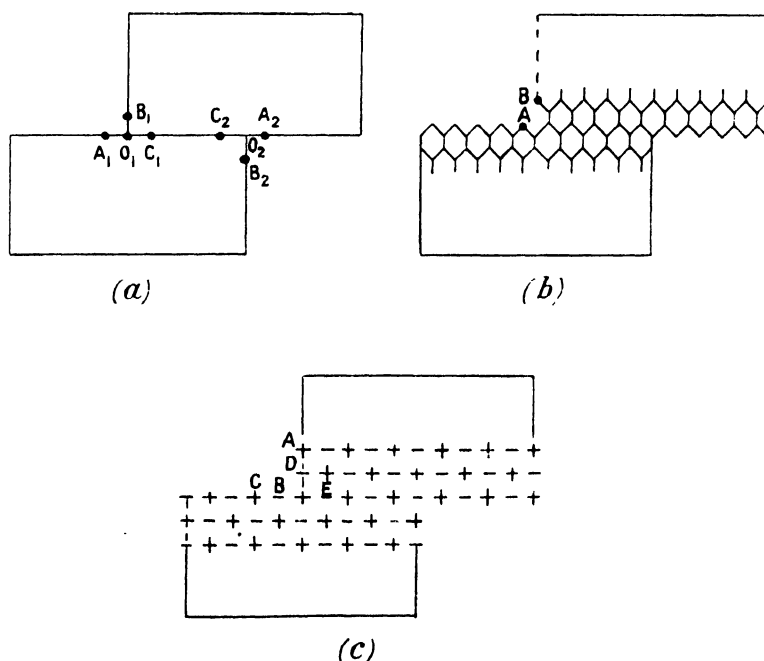 B₁
C₂ A₂
A₁ O₁ C₁ O₂
B₂
(a)
B
A
(b)
A + − + − + − + − + − +
D − + − + − + − + − + −
C B E
− + − + − + − + − + − + − + − +
+ − + − + − + − + − +
− + − + − + − + − + −
(c)